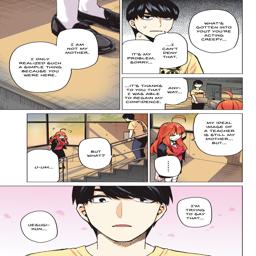 WHAT'S
GOTTEN INTO
YOU? YOU'RE
ACTING
CREEPY...
...I
CAN'T
DENY
THAT.
IT'S MY
PROBLEM,
SORRY...
I AM
NOT MY
MOTHER.
I ONLY
REALIZED SUCH
A SIMPLE THING
BECAUSE YOU
WERE HERE.
ANY-
WAY...
...IT'S THANKS
TO YOU THAT I
WAS ABLE
TO REGAIN MY
CONFIDENCE.
MY IDEAL
IMAGE OF
A TEACHER
IS STILL MY
MOTHER...
BUT...
......
BUT
WHAT?
U-UM...
I'M
TRYING
TO SAY
THAT...
UESUGI-
KUN...